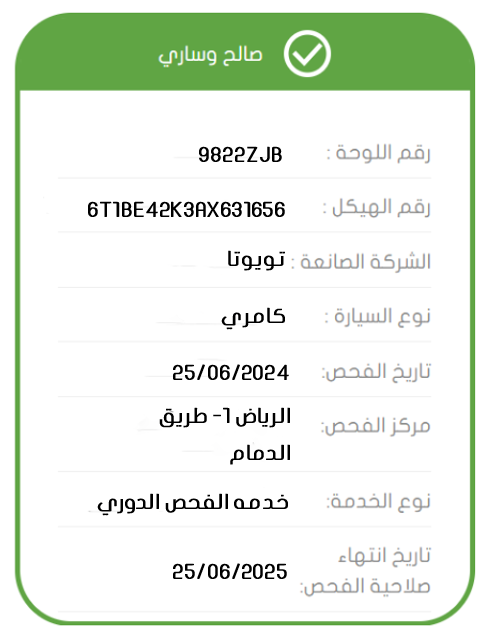 صالح وساري
رقم اللوحة : 9822ZJB
رقم الهيكل : 6T1BE42K3AX631656
الشركة الصانعة : تويوتا
نوع السيارة : كامري
تاريخ الفحص: 25/06/2024
مركز الفحص: الرياض 1- طريق
الدمام
نوع الخدمة: خدمه الفحص الدوري
تاريخ انتهاء
صلاحية الفحص: 25/06/2025